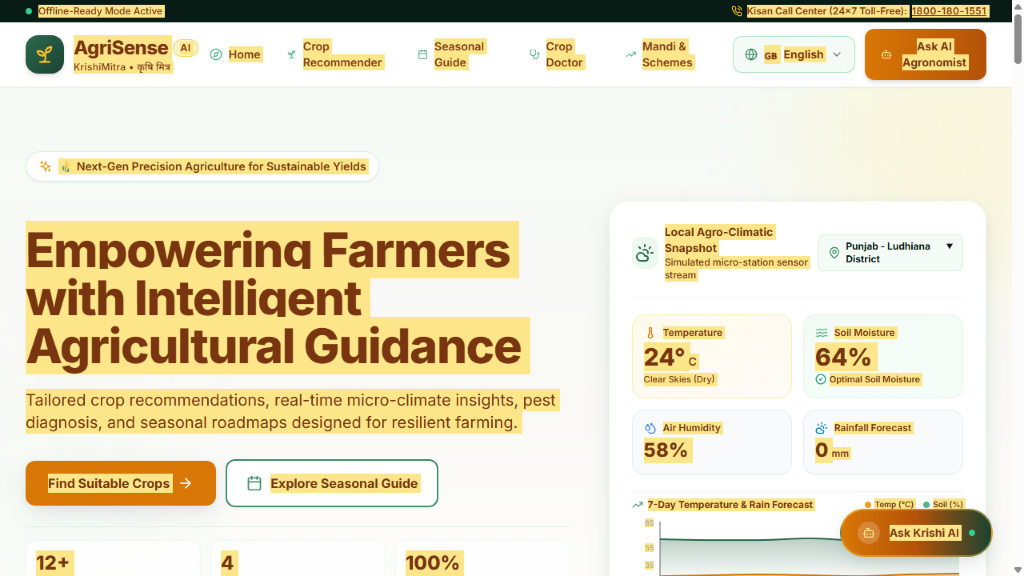 Offline-Ready Mode Active
Kisan Call Center (24×7 Toll-Free): 1800-180-1551
AgriSense AI
KrishiMitra • कृषि मित्र
Home
Crop Recommender
Seasonal Guide
Crop Doctor
Mandi & Schemes
GB English
Ask AI Agronomist
Next-Gen Precision Agriculture for Sustainable Yields
Empowering Farmers
with Intelligent
Agricultural Guidance
Tailored crop recommendations, real-time micro-climate insights, pest
diagnosis, and seasonal roadmaps designed for resilient farming.
Find Suitable Crops
Explore Seasonal Guide
12+
4
100%
Local Agro-Climatic
Snapshot
Simulated micro-station sensor
stream
Punjab - Ludhiana
District
Temperature
24° C
Clear Skies (Dry)
Soil Moisture
64%
Optimal Soil Moisture
Air Humidity
58%
Rainfall Forecast
0 mm
7-Day Temperature & Rain Forecast
Temp (°C)
Soil (%)
85
55
35
Ask Krishi AI